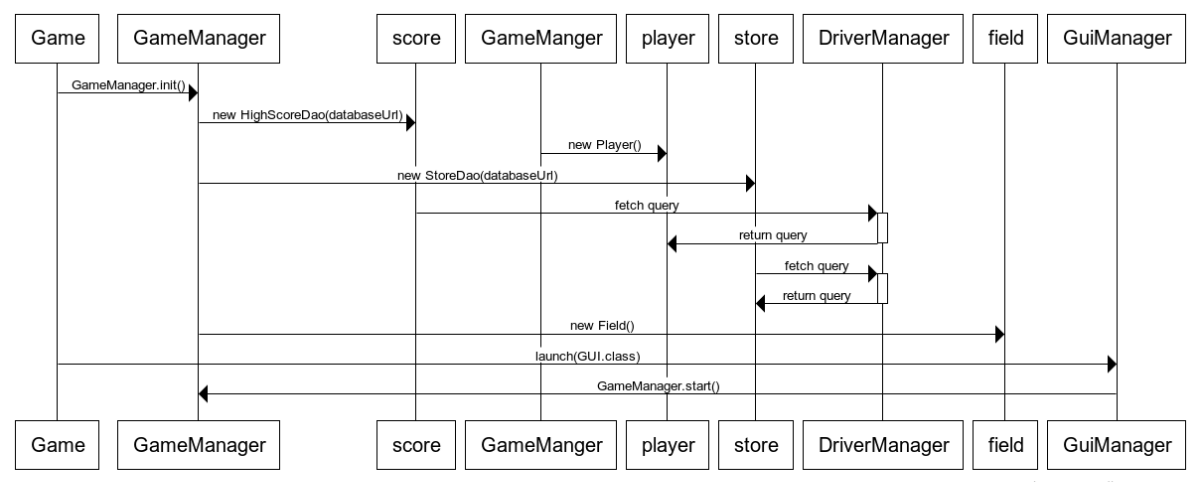 Game
GameManager
score
GameManger
player
store
DriverManager
field
GuiManager
GameManager.init()
new HighScoreDao(databaseUrl)
new Player()
new StoreDao(databaseUrl)
fetch query
return query
fetch query
return query
new Field()
launch(GUI.class)
GameManager.start()
Game
GameManager
score
GameManger
player
store
DriverManager
field
GuiManager